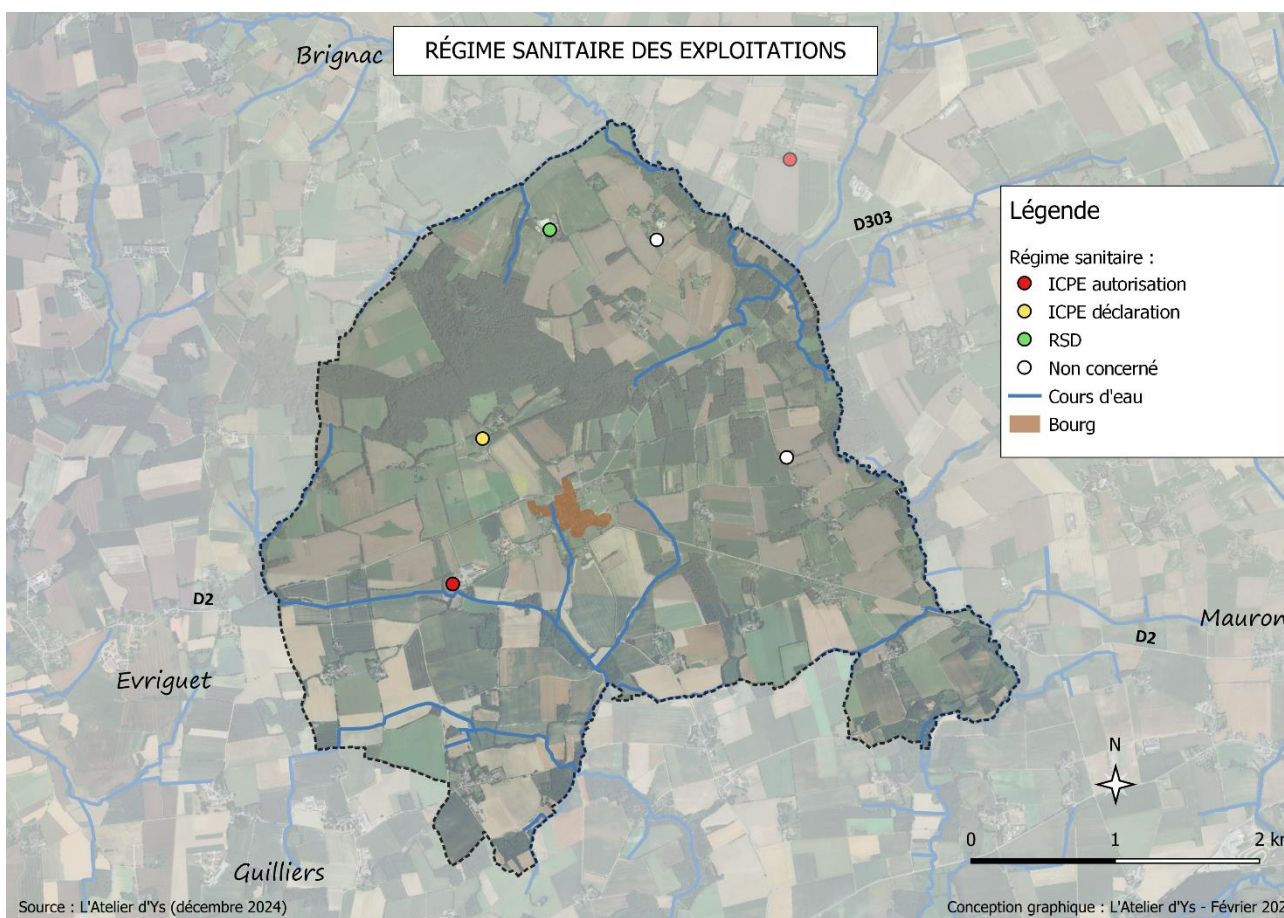 RÉGIME SANITAIRE DES EXPLOITATIONS
Brignac
D303
Légende
Régime sanitaire :
ICPE autorisation
ICPE déclaration
RSD
Non concerné
Cours d'eau
Bourg
D2
Evriguet
Mauron
D2
Guilliers
N
0 1 2 km
Source : L'Atelier d'Ys (décembre 2024)
Conception graphique : L'Atelier d'Ys - Février 202